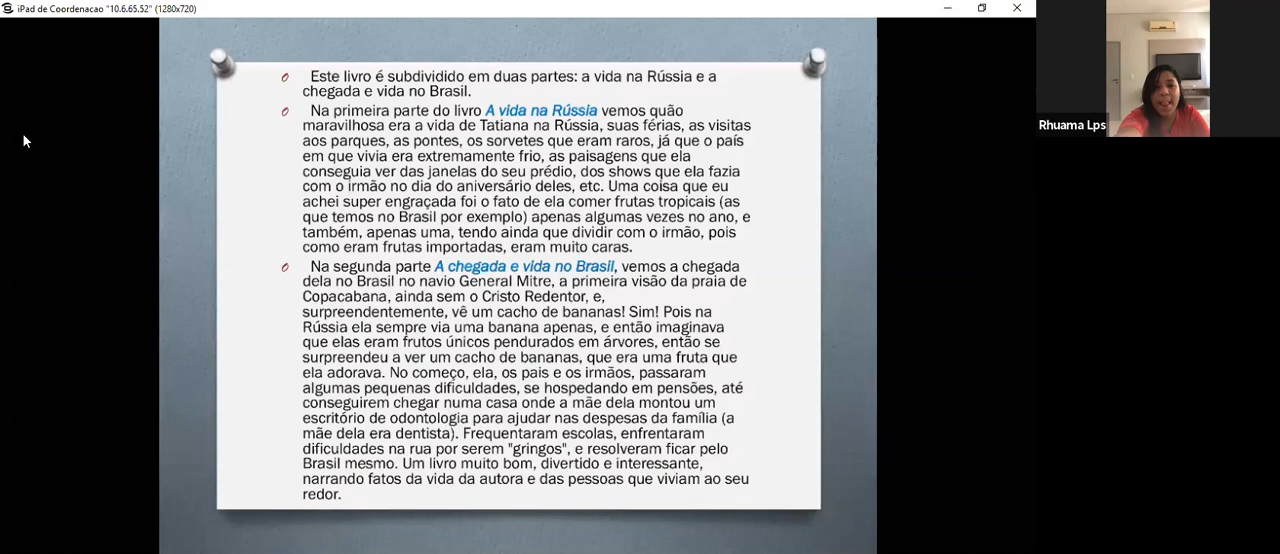 iPad de Coordenacao "10.6.65.52" (1280x720)
Rhuama Lps
Este livro é subdividido em duas partes: a vida na Rússia e a
chegada e vida no Brasil.
Na primeira parte do livro A vida na Rússia vemos quão
maravilhosa era a vida de Tatiana na Rússia, suas férias, as visitas
aos parques, as pontes, os sorvetes que eram raros, já que o país
em que vivia era extremamente frio, as paisagens que ela
conseguia ver das janelas do seu prédio, dos shows que ela fazia
com o irmão no dia do aniversário deles, etc. Uma coisa que eu
achei super engraçada foi o fato de ela comer frutas tropicais (as
que temos no Brasil por exemplo) apenas algumas vezes no ano, e
também, apenas uma, tendo ainda que dividir com o irmão, pois
como eram frutas importadas, eram muito caras.
Na segunda parte A chegada e vida no Brasil, vemos a chegada
dela no Brasil no navio General Mitre, a primeira visão da praia de
Copacabana, ainda sem o Cristo Redentor, e,
surpreendentemente, vê um cacho de bananas! Sim! Pois na
Rússia ela sempre via uma banana apenas, e então imaginava
que elas eram frutos únicos pendurados em árvores, então se
surpreendeu a ver um cacho de bananas, que era uma fruta que
ela adorava. No começo, ela, os pais e os irmãos, passaram
algumas pequenas dificuldades, se hospedando em pensões, até
conseguirem chegar numa casa onde a mãe dela montou um
escritório de odontologia para ajudar nas despesas da família (a
mãe dela era dentista). Frequentaram escolas, enfrentaram
dificuldades na rua por serem "gringos", e resolveram ficar pelo
Brasil mesmo. Um livro muito bom, divertido e interessante,
narrando fatos da vida da autora e das pessoas que viviam ao seu
redor.